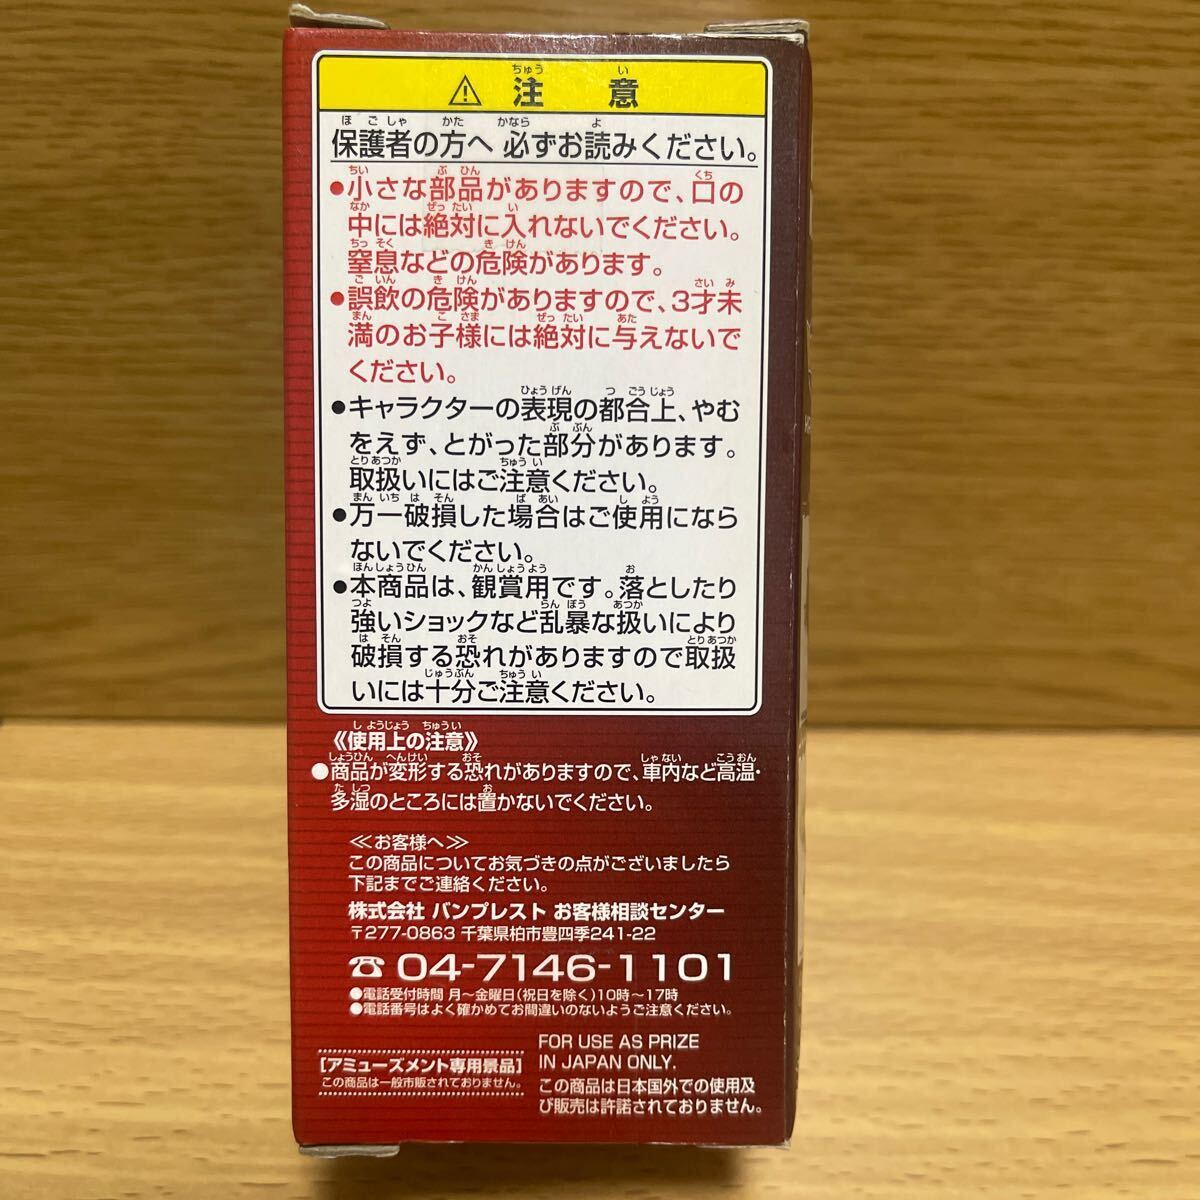 ⚠ 注意
保護者の方へ 必ずお読みください。
●小さな部品がありますので、口の
中には絶対に入れないでください。
窒息などの危険があります。
●誤飲の危険がありますので、3才未
満のお子様には絶対に与えないで
ください。
●キャラクターの表現の都合上、やむ
をえず、とがった部分があります。
取扱いにはご注意ください。
●万一破損した場合はご使用になら
ないでください。
●本商品は、観賞用です。落としたり
強いショックなど乱暴な扱いにより
破損する恐れがありますので取扱
いには十分ご注意ください。
《使用上の注意》
●商品が変形する恐れがありますので、車内など高温・
多湿のところには置かないでください。
≪お客様へ≫
この商品についてお気づきの点がございましたら
下記までご連絡ください。
株式会社 バンプレスト お客様相談センター
〒277-0863 千葉県柏市豊四季241-22
☎ 04-7146-1101
●電話受付時間 月～金曜日(祝日を除く)10時～17時
●電話番号はよく確かめてお間違いのないようご注意ください。
[アミューズメント専用景品]
この商品は一般市販されておりません。
FOR USE AS PRIZE
IN JAPAN ONLY.
この商品は日本国外での使用及
び販売は許諾されておりません。